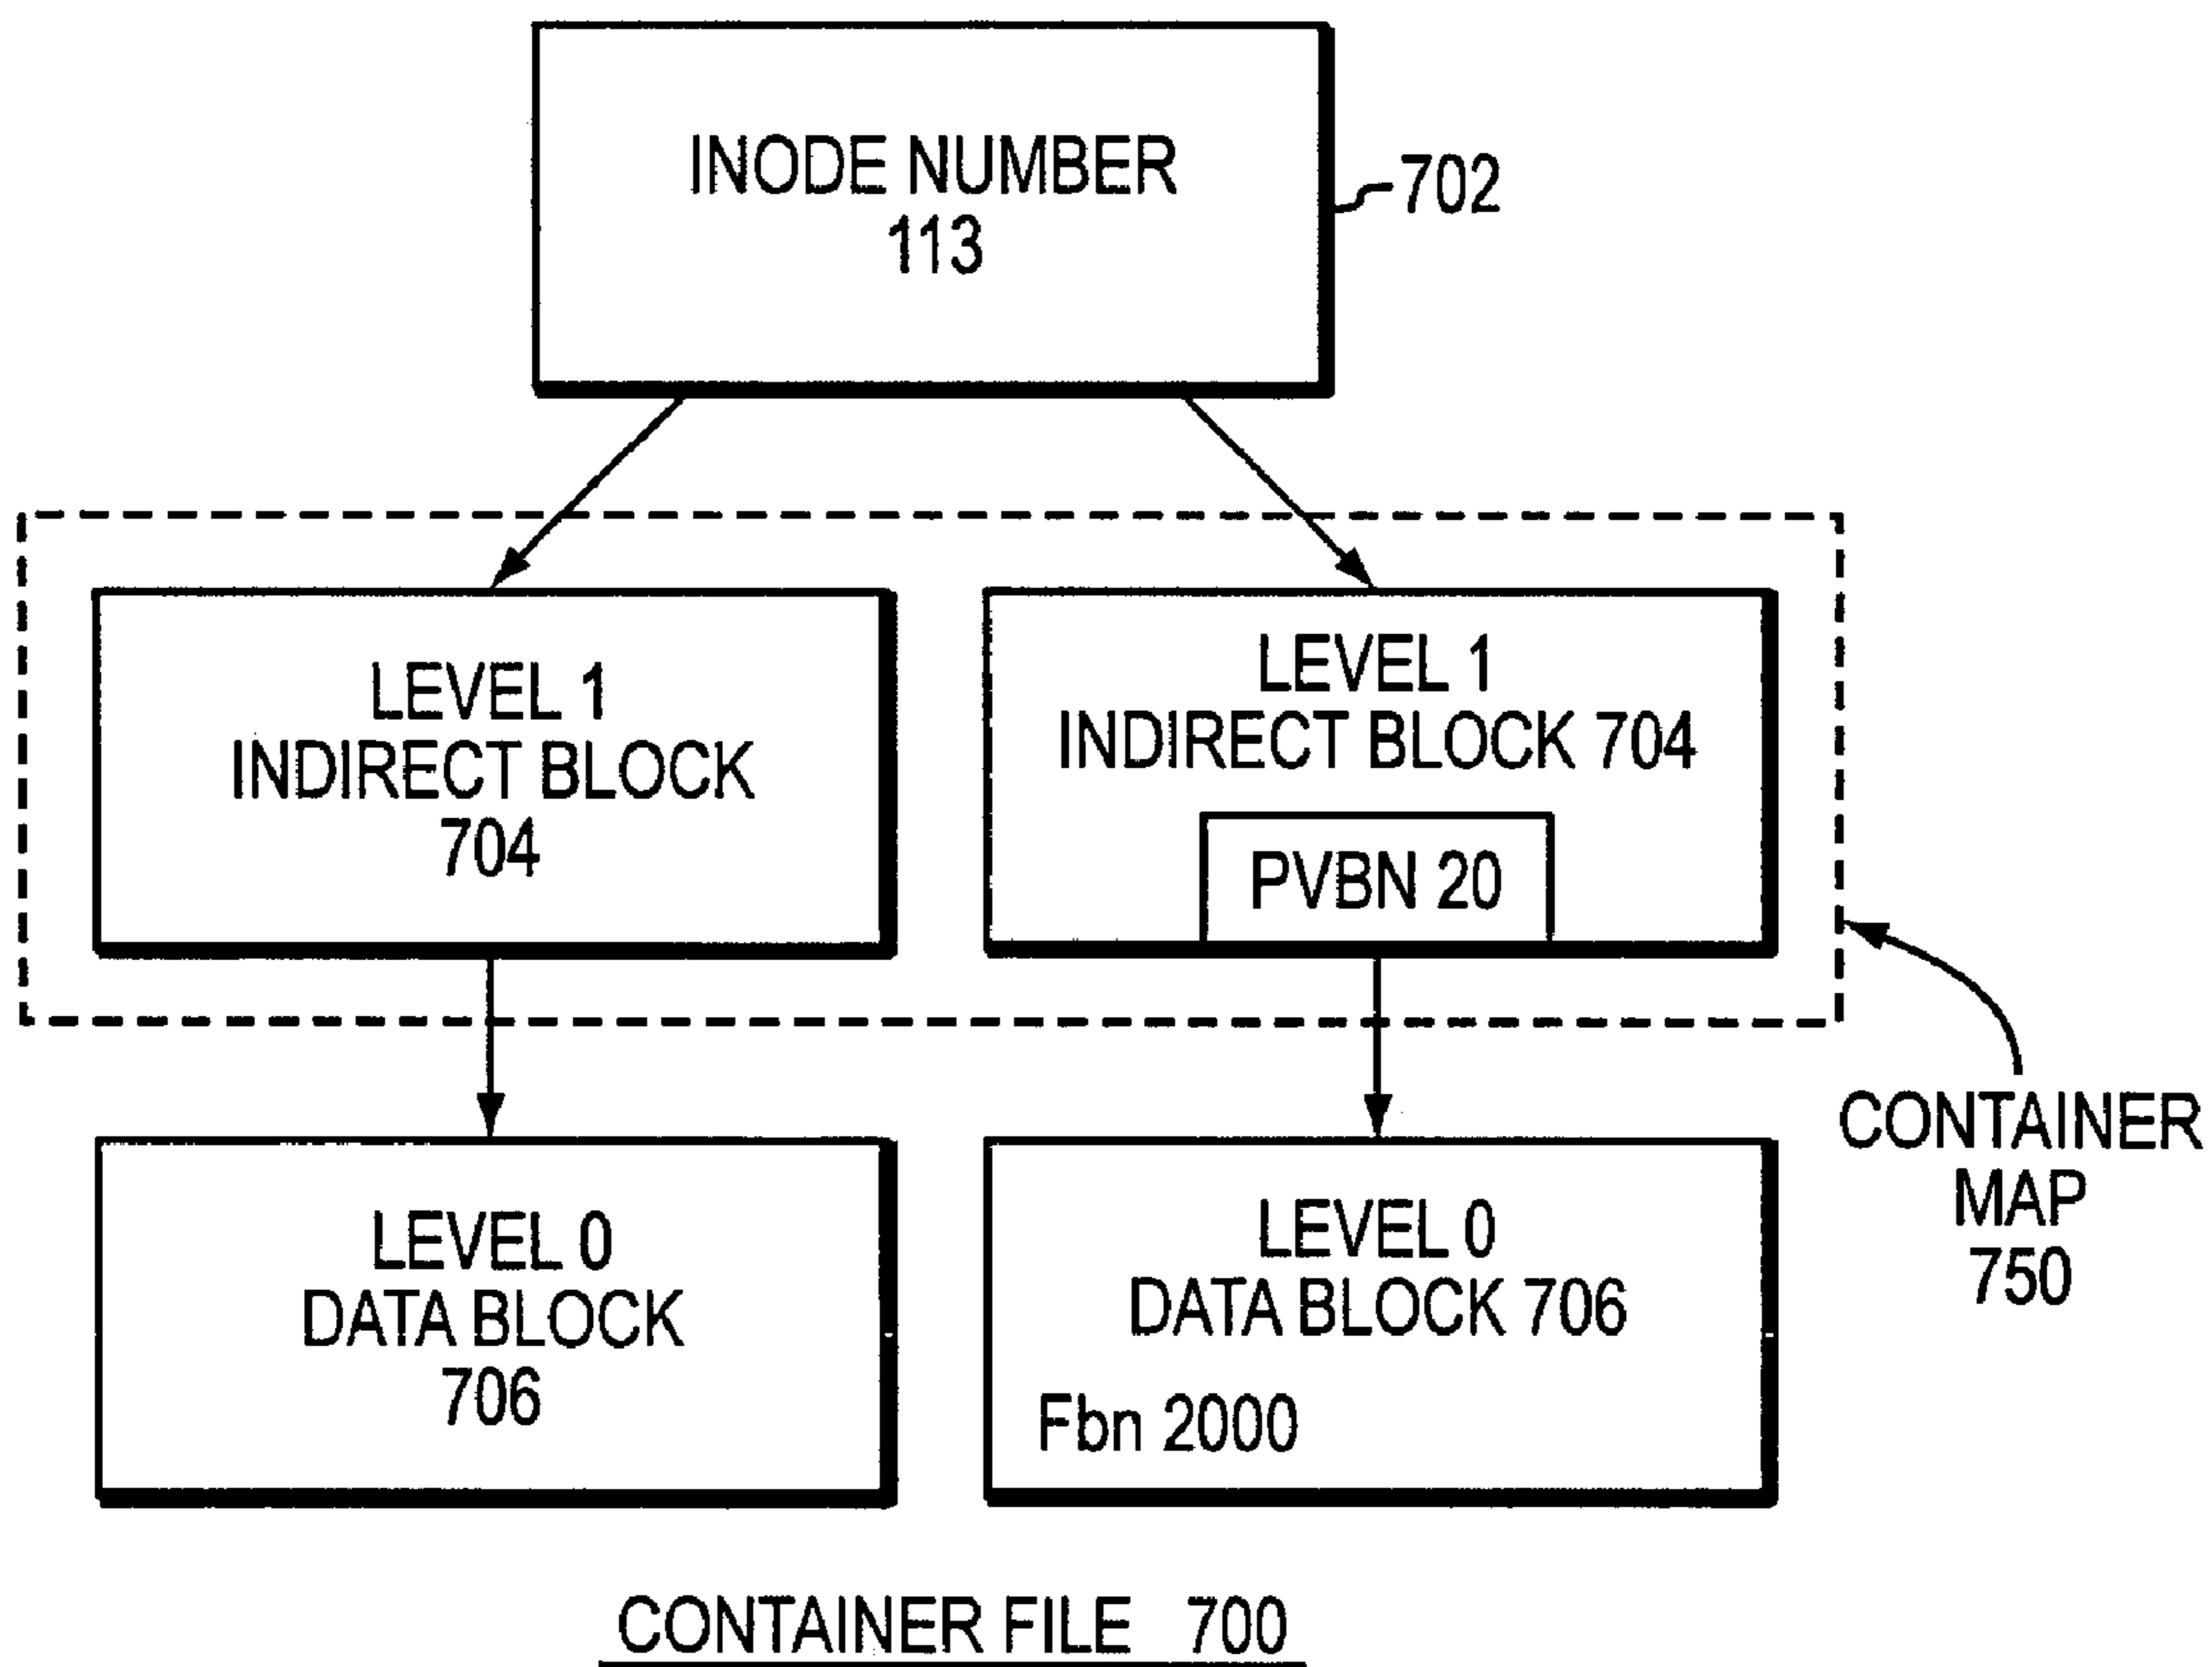 INODE NUMBER
113
702
LEVEL 1
INDIRECT BLOCK
704
LEVEL 1
INDIRECT BLOCK 704
PVBN 20
CONTAINER
MAP
750
LEVEL 0
DATA BLOCK
706
LEVEL 0
DATA BLOCK 706
Fbn 2000
CONTAINER FILE 700